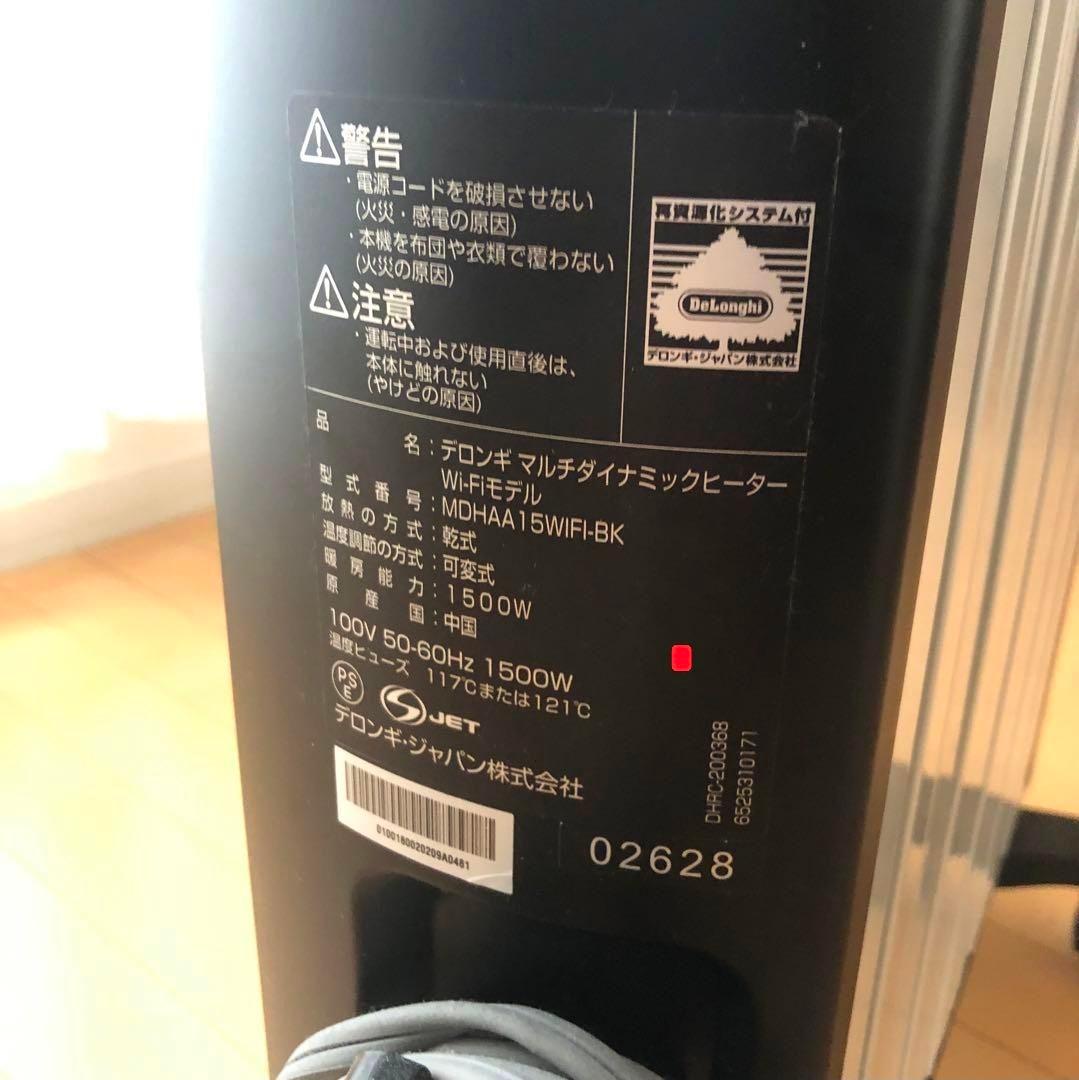 警告
・電源コードを破損させない
(火災・感電の原因)
・本機を布団や衣類で覆わない
(火災の原因)
注意
・運転中および使用直後は、
本体に触れない
(やけどの原因)
再資源化システム付
DeLonghi
デロンギ・ジャパン株式会社
品名：デロンギ マルチダイナミックヒーター
Wi-Fiモデル
型式番号：MDHAA15WIFI-BK
放熱の方式：乾式
温度調節の方式：可変式
暖房能力：1500W
原産国：中国
100V 50-60Hz 1500W
温度ヒューズ 117℃または121℃
PS
E
S JET
デロンギ・ジャパン株式会社
0100180020209A0481
DHRC-200368
6525310171
02628